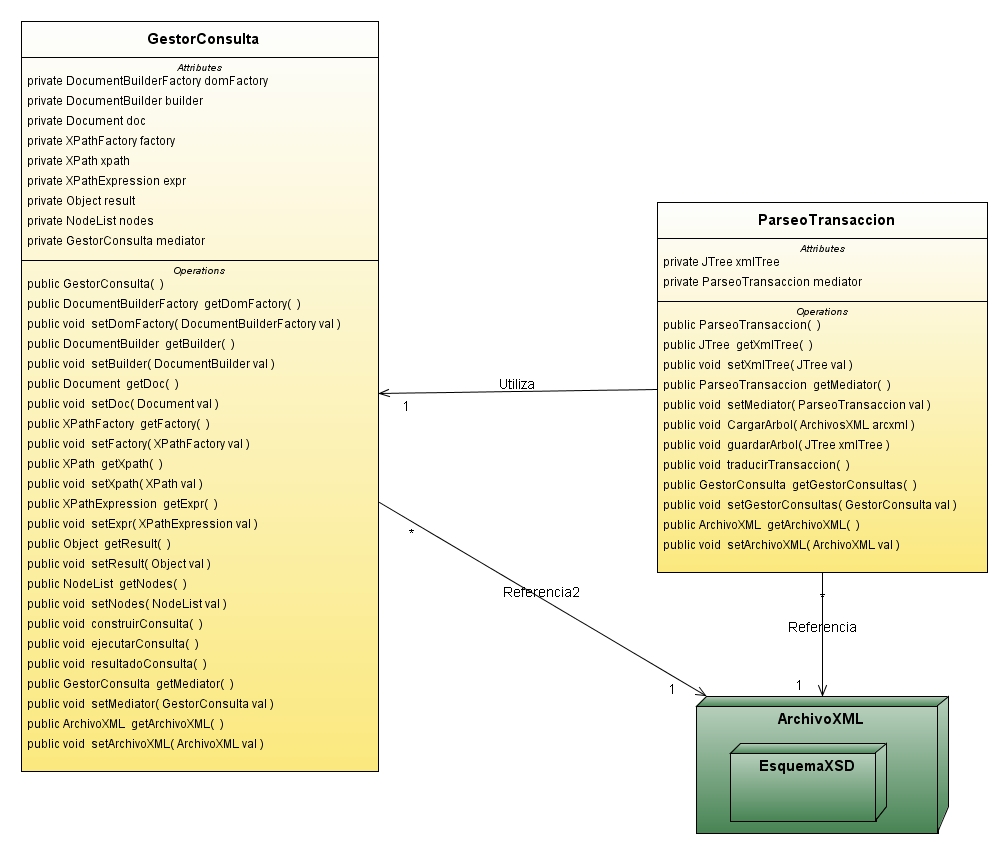 GestorConsulta
Attributes
private DocumentBuilderFactory domFactory
private DocumentBuilder builder
private Document doc
private XPathFactory factory
private XPath xpath
private XPathExpression expr
private Object result
private NodeList nodes
private GestorConsulta mediator
Operations
public GestorConsulta( )
public DocumentBuilderFactory getDomFactory( )
public void setDomFactory( DocumentBuilderFactory val )
public DocumentBuilder getBuilder( )
public void setBuilder( DocumentBuilder val )
public Document getDoc( )
public void setDoc( Document val )
public XPathFactory getFactory( )
public void setFactory( XPathFactory val )
public XPath getXpath( )
public void setXpath( XPath val )
public XPathExpression getExpr( )
public void setExpr( XPathExpression val )
public Object getResult( )
public void setResult( Object val )
public NodeList getNodes( )
public void setNodes( NodeList val )
public void construirConsulta( )
public void ejecutarConsulta( )
public void resultadoConsulta( )
public GestorConsulta getMediator( )
public void setMediator( GestorConsulta val )
public ArchivoXML getArchivoXML( )
public void setArchivoXML( ArchivoXML val )
Utiliza
1
*
Referencia2
1
ParseoTransaccion
Attributes
private JTree xmlTree
private ParseoTransaccion mediator
Operations
public ParseoTransaccion( )
public JTree getXmlTree( )
public void setXmlTree( JTree val )
public ParseoTransaccion getMediator( )
public void setMediator( ParseoTransaccion val )
public void CargarArbol( ArchivosXML arcxml )
public void guardarArbol( JTree xmlTree )
public void traducirTransaccion( )
public GestorConsulta getGestorConsultas( )
public void setGestorConsultas( GestorConsulta val )
public ArchivoXML getArchivoXML( )
public void setArchivoXML( ArchivoXML val )
*
Referencia
1
ArchivoXML
EsquemaXSD